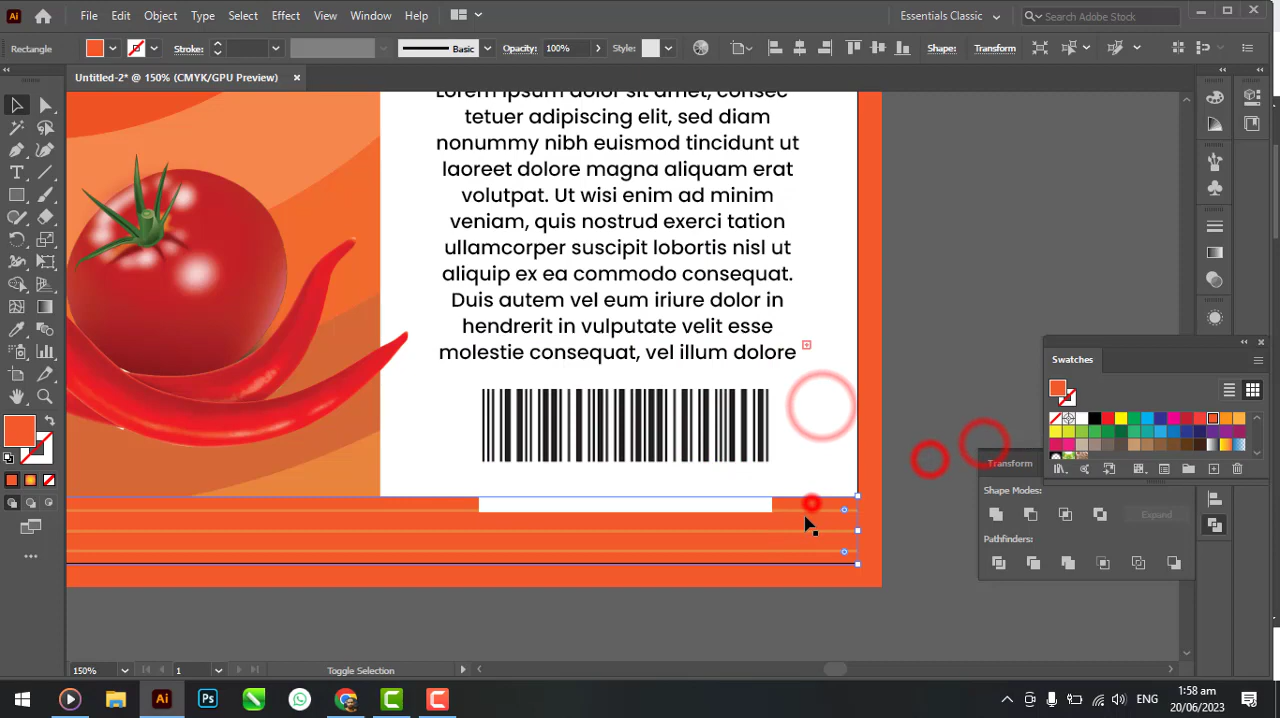 Ai File Edit Object Type Select Effect View Window Help Essentials Classic Search Adobe Stock
Rectangle Stroke: Basic Opacity: 100% Style: Shape: Transform
Untitled-2* @ 150% (CMYK/GPU Preview) ×
Lorem ipsum dolor sit amet, consec
tetuer adipiscing elit, sed diam
nonummy nibh euismod tincidunt ut
laoreet dolore magna aliquam erat
volutpat. Ut wisi enim ad minim
veniam, quis nostrud exerci tation
ullamcorper suscipit lobortis nisl ut
aliquip ex ea commodo consequat.
Duis autem vel eum iriure dolor in
hendrerit in vulputate velit esse
molestie consequat, vel illum dolore
Swatches
Transform
Shape Modes:
Expand
Pathfinders:
150% 1 Toggle Selection
Ai Ps ENG 1:58 am
20/06/2023